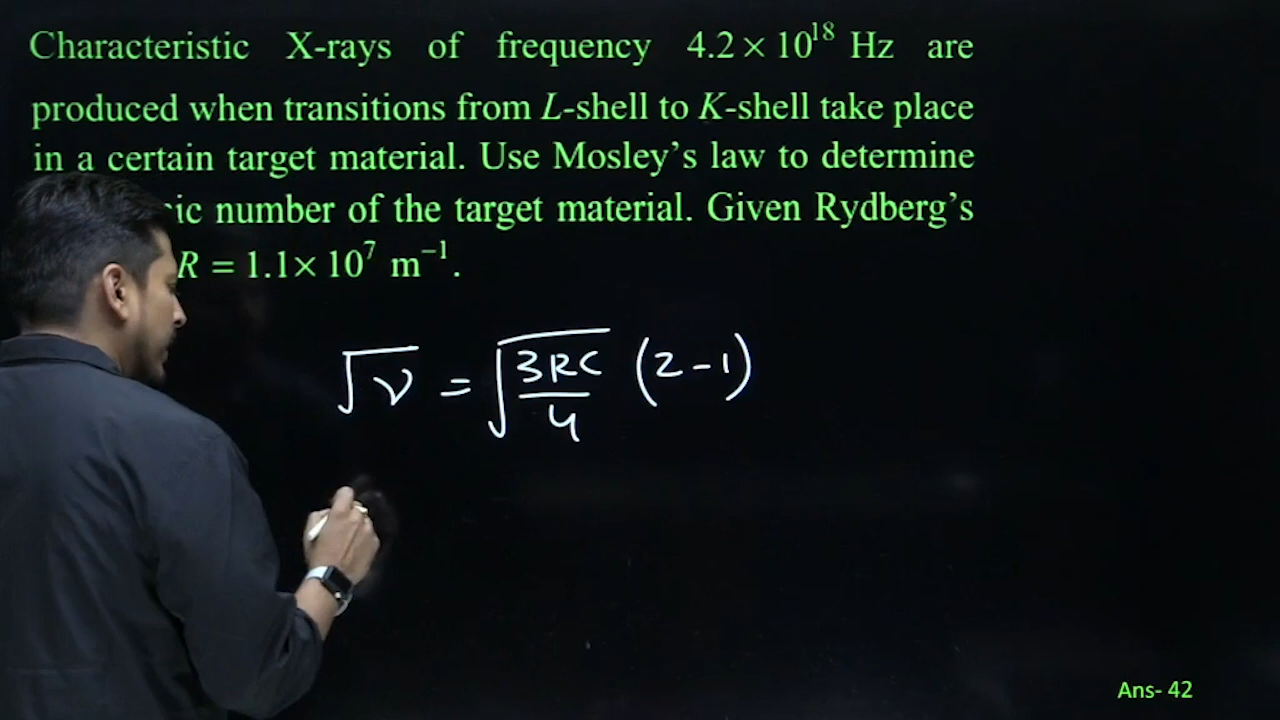 Characteristic X-rays of frequency 4.2 × 10¹⁸ Hz are
produced when transitions from L-shell to K-shell take place
in a certain target material. Use Mosley's law to determine
ic number of the target material. Given Rydberg's
R = 1.1× 10⁷ m⁻¹.
√ν = √(3RC/4) (Z-1)
Ans- 42